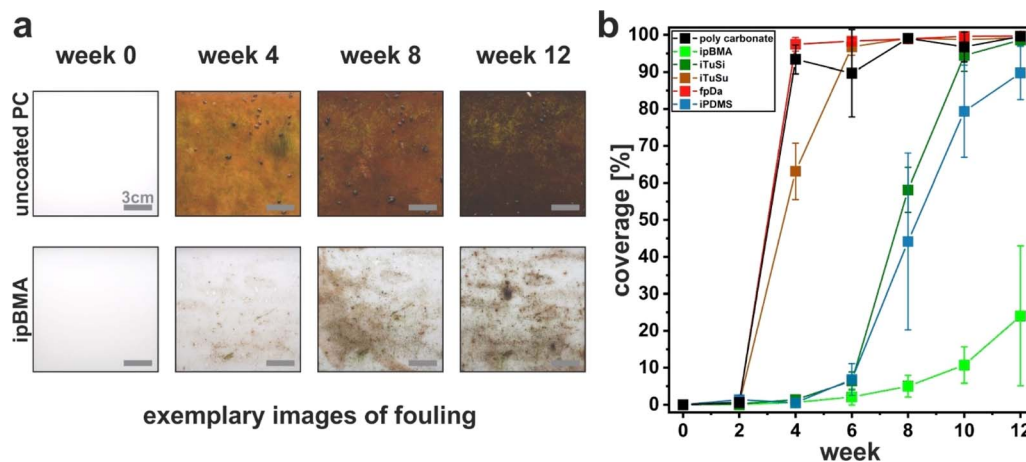 a
week 0 week 4 week 8 week 12
uncoated PC
3cm
ipBMA
exemplary images of fouling
b
poly carbonate
ipBMA
iTuSi
iTuSu
fpDa
iPDMS
coverage [%]
100
90
80
70
60
50
40
30
20
10
0
0 2 4 6 8 10 12
week